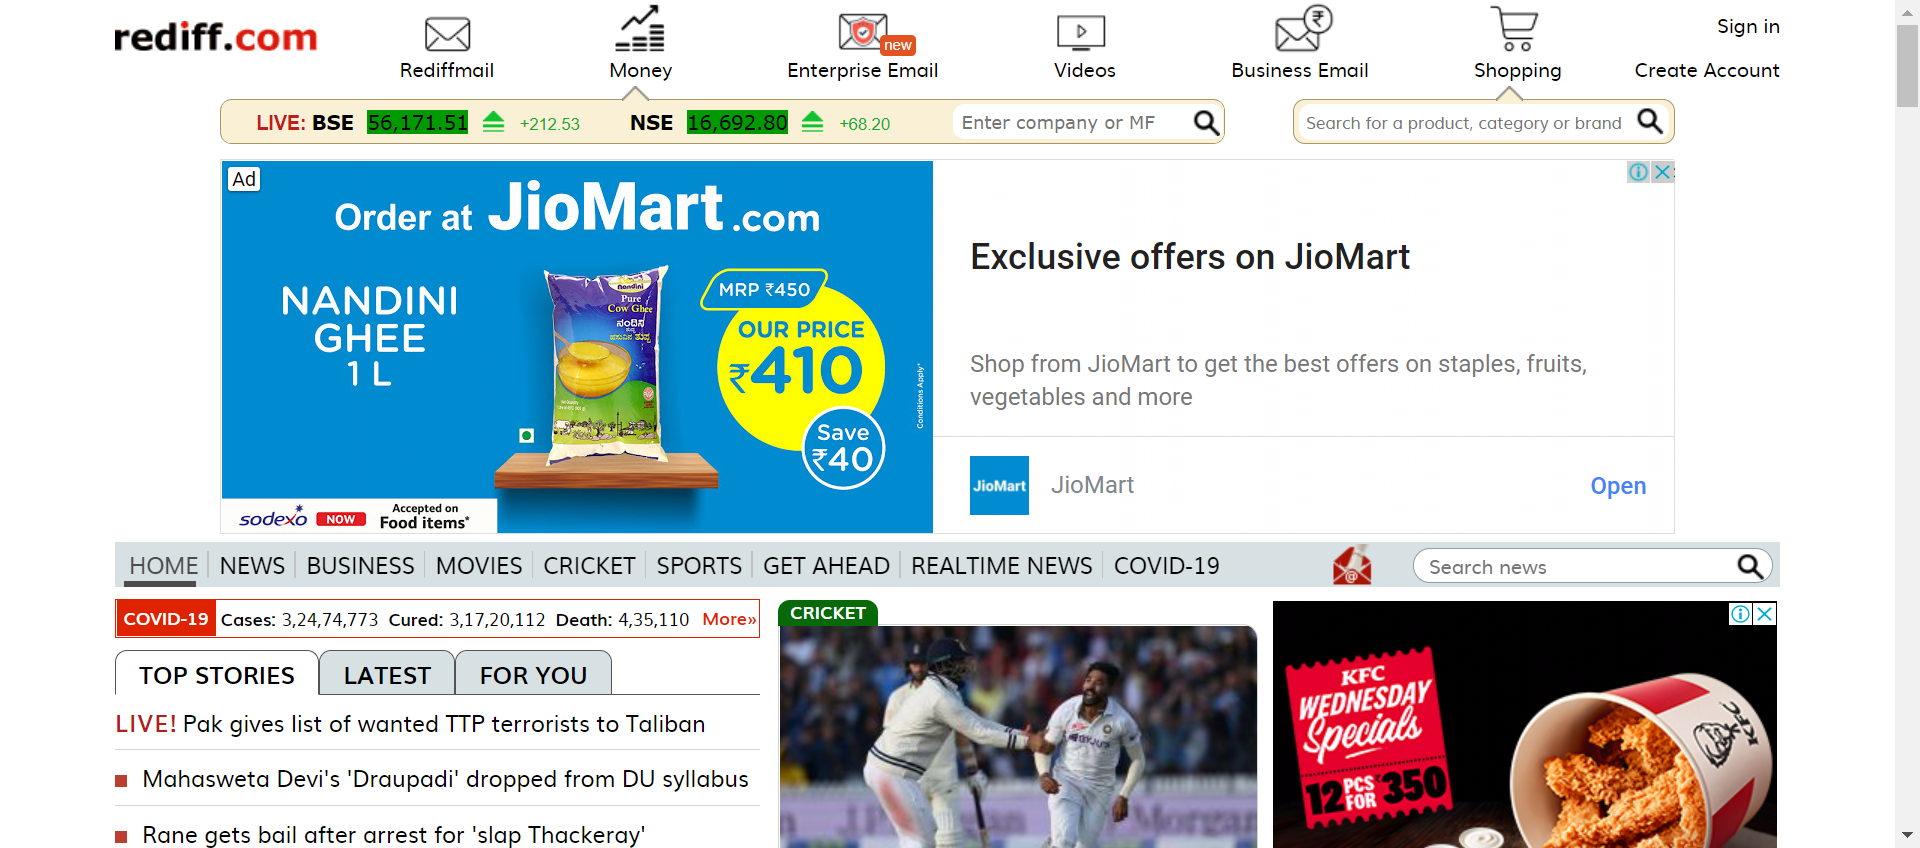 rediff.com
Rediffmail
Money
new
Enterprise Email
Videos
Business Email
Shopping
Sign in
Create Account
LIVE: BSE 56,171.51 +212.53 NSE 16,692.80 +68.20
Enter company or MF
Search for a product, category or brand
Ad
Order at JioMart.com
NANDINI
GHEE
1 L
nandini
Pure
Cow Ghee
ನಂದಿನಿ
MRP ₹450
OUR PRICE
₹410
Save
₹40
Conditions Apply*
sodexo NOW
Accepted on
Food items*
Exclusive offers on JioMart
Shop from JioMart to get the best offers on staples, fruits,
vegetables and more
JioMart
JioMart
Open
HOME NEWS BUSINESS MOVIES CRICKET SPORTS GET AHEAD REALTIME NEWS COVID-19
Search news
COVID-19 Cases: 3,24,74,773 Cured: 3,17,20,112 Death: 4,35,110 More»
TOP STORIES LATEST FOR YOU
LIVE! Pak gives list of wanted TTP terrorists to Taliban
Mahasweta Devi's 'Draupadi' dropped from DU syllabus
Rane gets bail after arrest for 'slap Thackeray'
CRICKET
J.P. Morgan
KFC
WEDNESDAY
Specials
12 PCS FOR ₹350
KFC